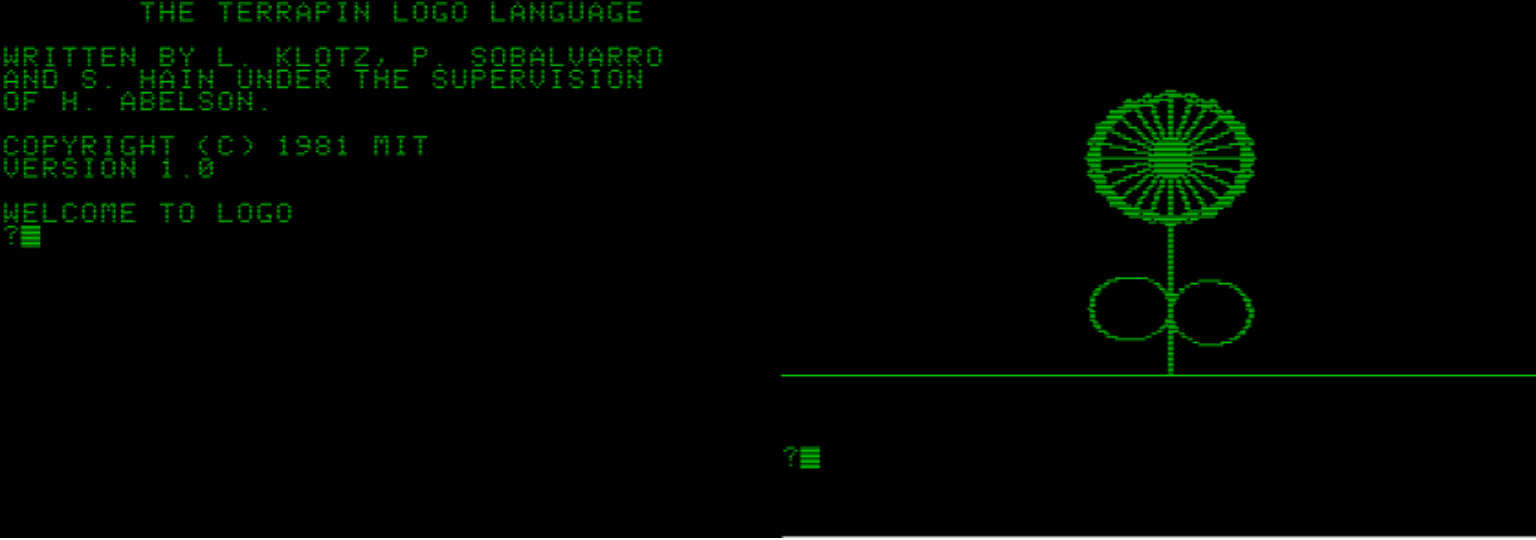 THE TERRAPIN LOGO LANGUAGE
WRITTEN BY L. KLOTZ, P. SOBALVARRO
AND S. HAIN UNDER THE SUPERVISION
OF H. ABELSON.
COPYRIGHT (C) 1981 MIT
VERSION 1.0
WELCOME TO LOGO
?
?